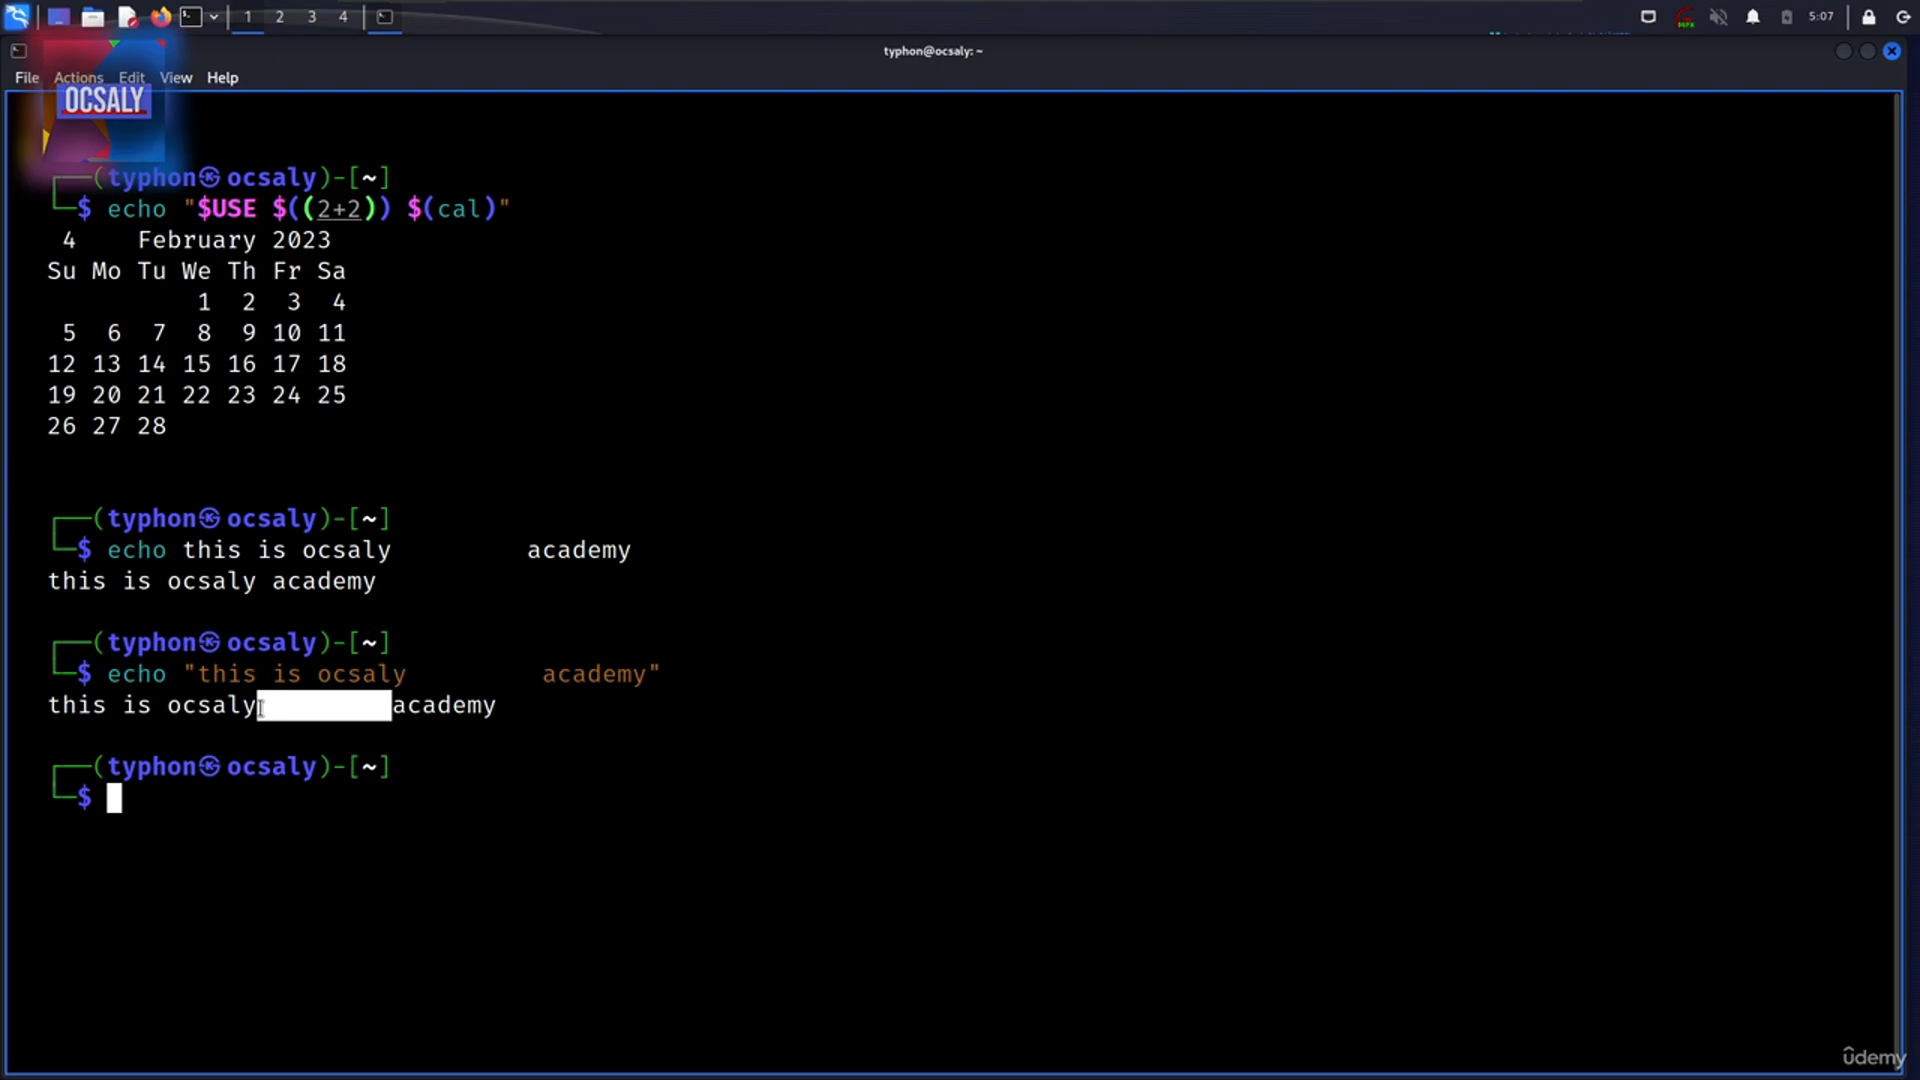 1 2 3 4 5:07
typhon@ocsaly: ~
File Actions Edit View Help
OCSALY
┌──(typhon㉿ocsaly)-[~]
└─$ echo "$USE $((2+2)) $(cal)"
 4    February 2023
Su Mo Tu We Th Fr Sa
          1  2  3  4
 5  6  7  8  9 10 11
12 13 14 15 16 17 18
19 20 21 22 23 24 25
26 27 28
┌──(typhon㉿ocsaly)-[~]
└─$ echo this is ocsaly         academy
this is ocsaly academy
┌──(typhon㉿ocsaly)-[~]
└─$ echo "this is ocsaly         academy"
this is ocsaly         academy
┌──(typhon㉿ocsaly)-[~]
└─$
ûdemy